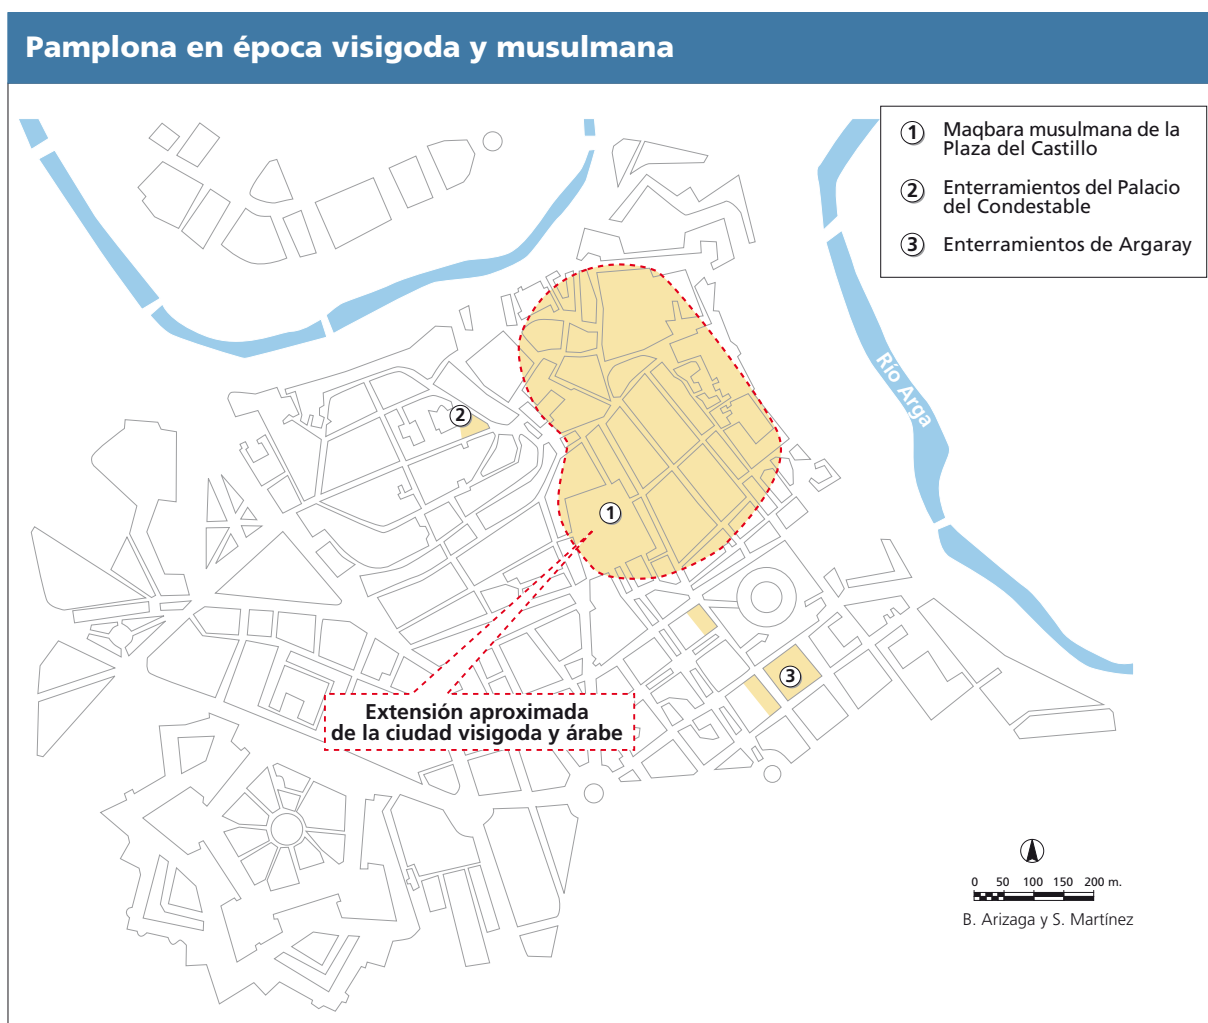 Pamplona en época visigoda y musulmana
1 Maqbara musulmana de la
Plaza del Castillo
2 Enterramientos del Palacio
del Condestable
3 Enterramientos de Argaray
Río Arga
2
1
3
Extensión aproximada
de la ciudad visigoda y árabe
0 50 100 150 200 m.
B. Arizaga y S. Martínez